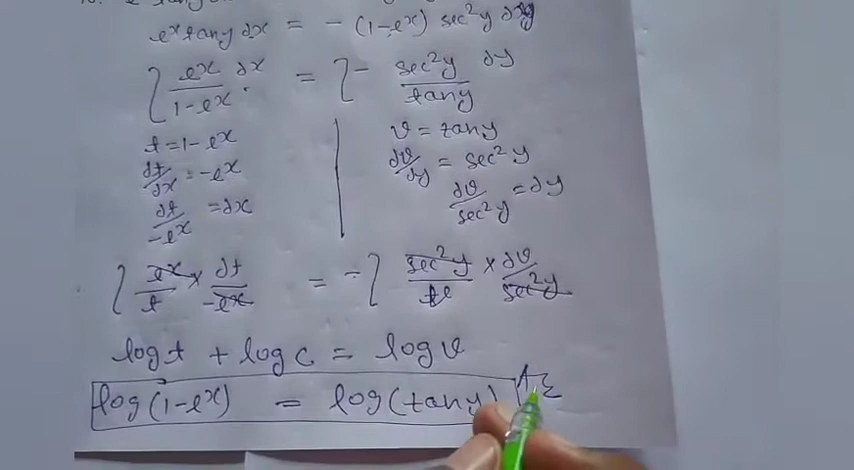 e^x tany dx = - (1-e^x) sec²y dy
∫ e^x/(1-e^x) dx = ∫ - sec²y/tany dy
t = 1-e^x
dt/dx = -e^x
dt/-e^x = dx
v = tany
dv/dy = sec²y
dv/sec²y = dy
∫ e^x/t × dt/-e^x = -∫ sec²y/v × dv/sec²y
log t + log c = log v
log(1-e^x) = log(tany)